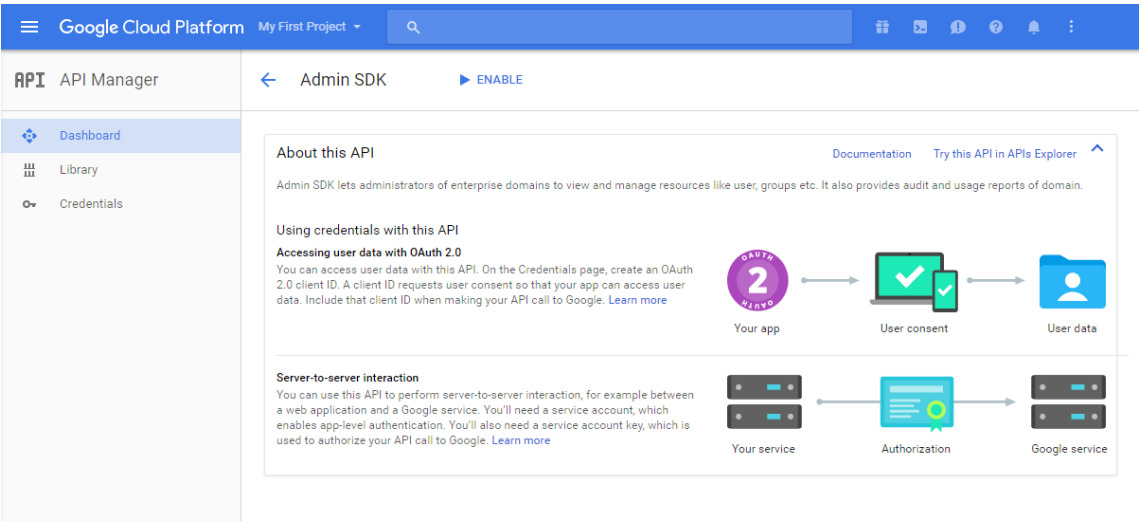 Google Cloud Platform My First Project
API API Manager
Admin SDK ENABLE
Dashboard
Library
Credentials
About this API
Documentation Try this API in APIs Explorer
Admin SDK lets administrators of enterprise domains to view and manage resources like user, groups etc. It also provides audit and usage reports of domain.
Using credentials with this API
Accessing user data with OAuth 2.0
You can access user data with this API. On the Credentials page, create an OAuth
2.0 client ID. A client ID requests user consent so that your app can access user
data. Include that client ID when making your API call to Google. Learn more
OAUTH
2
OAUTH
Your app
User consent
User data
Server-to-server interaction
You can use this API to perform server-to-server interaction, for example between
a web application and a Google service. You'll need a service account, which
enables app-level authentication. You'll also need a service account key, which is
used to authorize your API call to Google. Learn more
Your service
Authorization
Google service